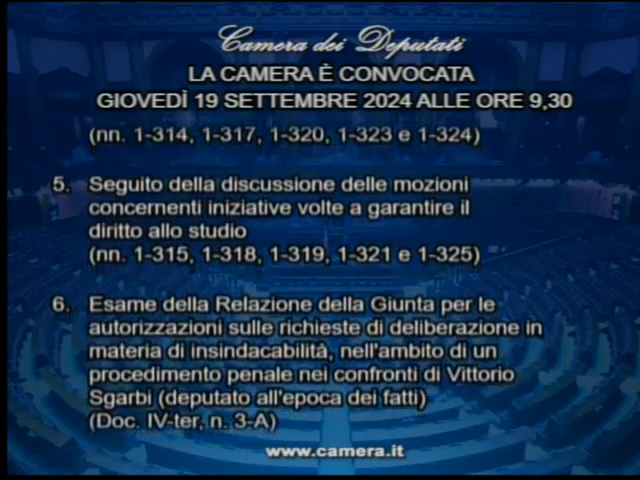 Camera dei Deputati
LA CAMERA È CONVOCATA
GIOVEDÌ 19 SETTEMBRE 2024 ALLE ORE 9,30
(nn. 1-314, 1-317, 1-320, 1-323 e 1-324)
5. Seguito della discussione delle mozioni
concernenti iniziative volte a garantire il
diritto allo studio
(nn. 1-315, 1-318, 1-319, 1-321 e 1-325)
6. Esame della Relazione della Giunta per le
autorizzazioni sulle richieste di deliberazione in
materia di insindacabilità, nell'ambito di un
procedimento penale nei confronti di Vittorio
Sgarbi (deputato all'epoca dei fatti)
(Doc. IV-ter, n. 3-A)
www.camera.it